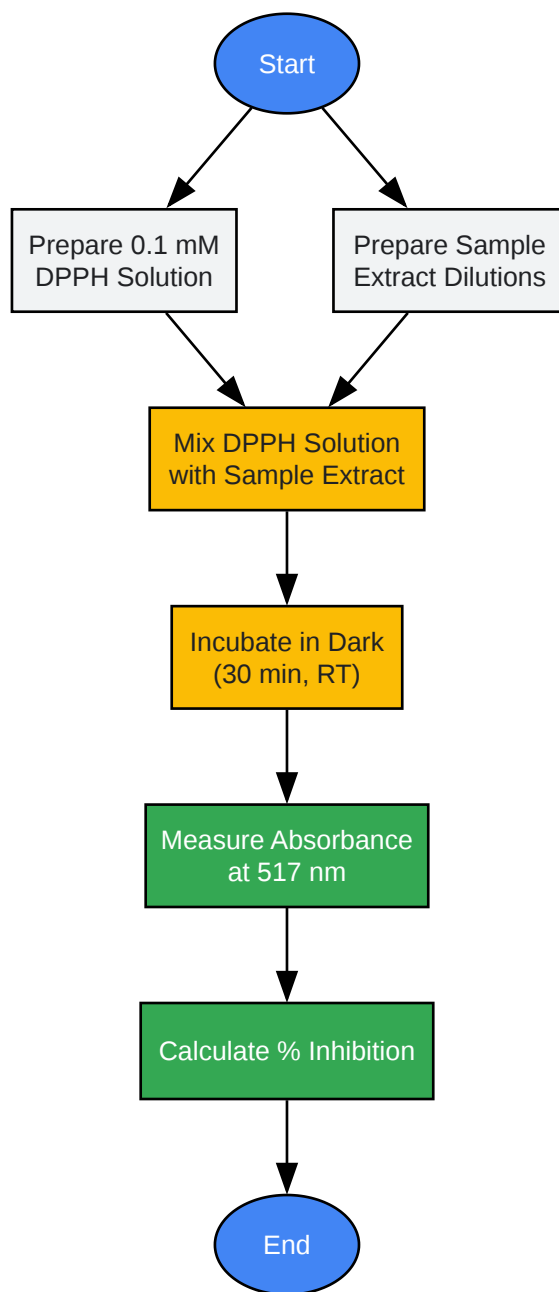 Start
Prepare 0.1 mM
DPPH Solution
Prepare Sample
Extract Dilutions
Mix DPPH Solution
with Sample Extract
Incubate in Dark
(30 min, RT)
Measure Absorbance
at 517 nm
Calculate % Inhibition
End